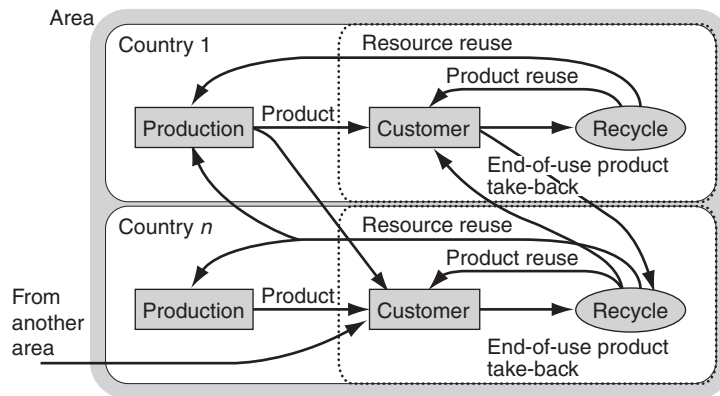 Area
Country 1
Resource reuse
Product reuse
Production
Product
Customer
Recycle
End-of-use product
take-back
Country n
Resource reuse
Product reuse
Production
Product
Customer
Recycle
End-of-use product
take-back
From
another
area